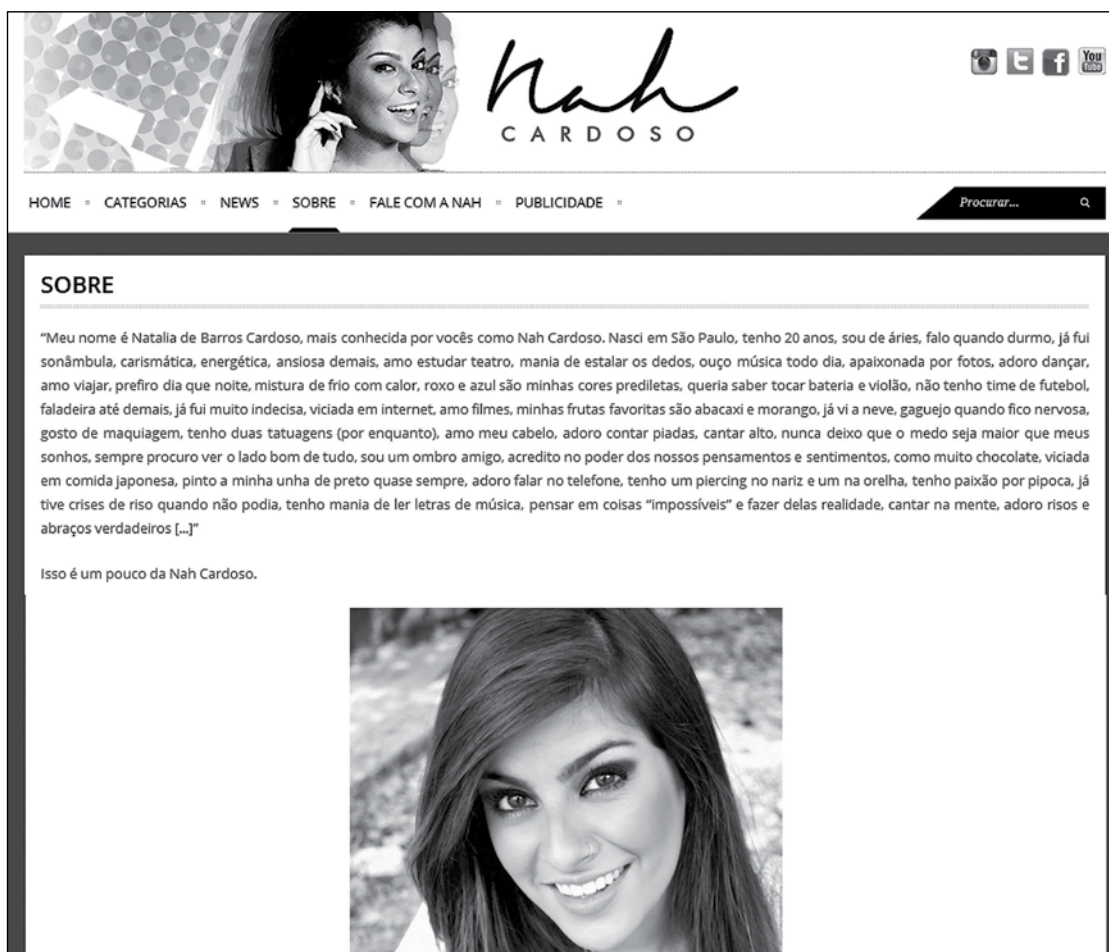 Nah
CARDOSO
You
Tube
HOME
CATEGORIAS
NEWS
SOBRE
FALE COM A NAH
PUBLICIDADE
Procurar...
SOBRE
“Meu nome é Natalia de Barros Cardoso, mais conhecida por vocês como Nah Cardoso. Nasci em São Paulo, tenho 20 anos, sou de áries, falo quando durmo, já fui
sonâmbula, carismática, energética, ansiosa demais, amo estudar teatro, mania de estalar os dedos, ouço música todo dia, apaixonada por fotos, adoro dançar,
amo viajar, prefiro dia que noite, mistura de frio com calor, roxo e azul são minhas cores prediletas, queria saber tocar bateria e violão, não tenho time de futebol,
faladeira até demais, já fui muito indecisa, viciada em internet, amo filmes, minhas frutas favoritas são abacaxi e morango, já vi a neve, gaguejo quando fico nervosa,
gosto de maquiagem, tenho duas tatuagens (por enquanto), amo meu cabelo, adoro contar piadas, cantar alto, nunca deixo que o medo seja maior que meus
sonhos, sempre procuro ver o lado bom de tudo, sou um ombro amigo, acredito no poder dos nossos pensamentos e sentimentos, como muito chocolate, viciada
em comida japonesa, pinto a minha unha de preto quase sempre, adoro falar no telefone, tenho um piercing no nariz e um na orelha, tenho paixão por pipoca, já
tive crises de riso quando não podia, tenho mania de ler letras de música, pensar em coisas “impossíveis” e fazer delas realidade, cantar na mente, adoro risos e
abraços verdadeiros [...]”
Isso é um pouco da Nah Cardoso.